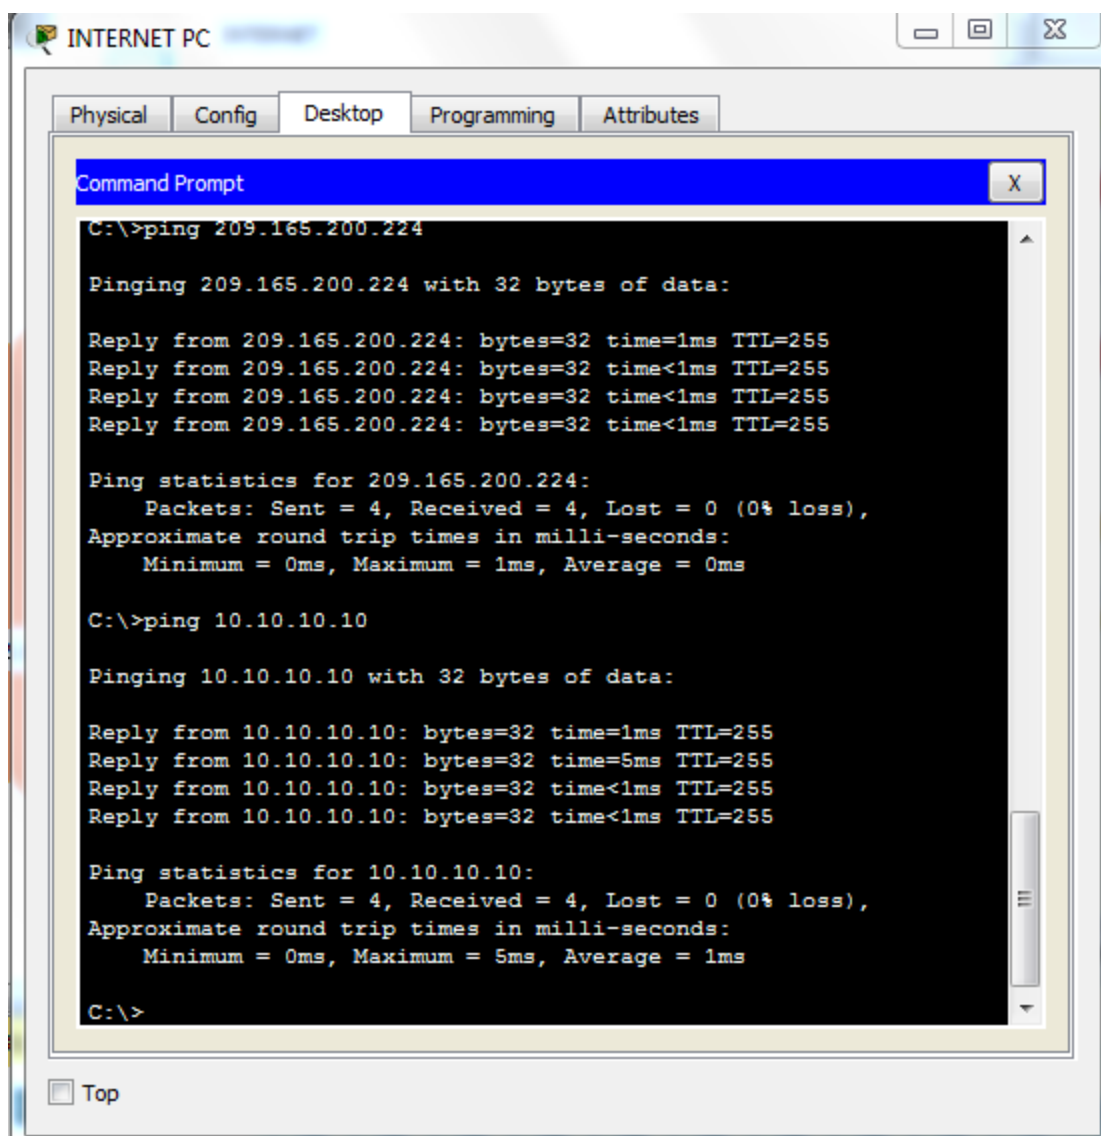 INTERNET PC
Physical Config Desktop Programming Attributes
Command Prompt X
C:\>ping 209.165.200.224
Pinging 209.165.200.224 with 32 bytes of data:
Reply from 209.165.200.224: bytes=32 time=1ms TTL=255
Reply from 209.165.200.224: bytes=32 time<1ms TTL=255
Reply from 209.165.200.224: bytes=32 time<1ms TTL=255
Reply from 209.165.200.224: bytes=32 time<1ms TTL=255
Ping statistics for 209.165.200.224:
Packets: Sent = 4, Received = 4, Lost = 0 (0% loss),
Approximate round trip times in milli-seconds:
Minimum = 0ms, Maximum = 1ms, Average = 0ms
C:\>ping 10.10.10.10
Pinging 10.10.10.10 with 32 bytes of data:
Reply from 10.10.10.10: bytes=32 time=1ms TTL=255
Reply from 10.10.10.10: bytes=32 time=5ms TTL=255
Reply from 10.10.10.10: bytes=32 time<1ms TTL=255
Reply from 10.10.10.10: bytes=32 time<1ms TTL=255
Ping statistics for 10.10.10.10:
Packets: Sent = 4, Received = 4, Lost = 0 (0% loss),
Approximate round trip times in milli-seconds:
Minimum = 0ms, Maximum = 5ms, Average = 1ms
C:\>
Top